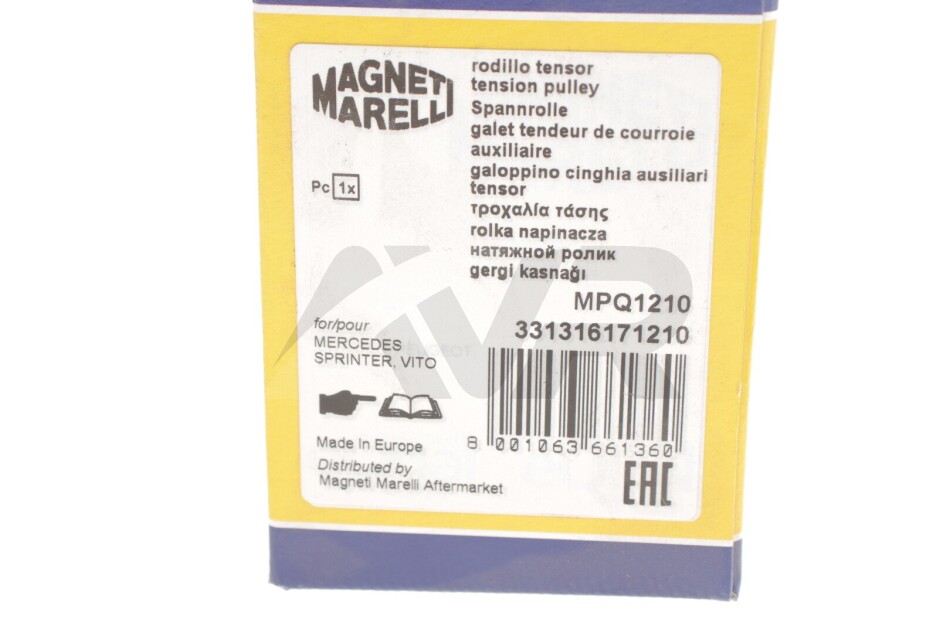 MAGNETI
MARELLI
rodillo tensor
tension pulley
Spannrolle
galet tendeur de courroie
auxiliaire
galoppino cinghia ausiliari
tensor
τροχαλία τάσης
rolka napinacza
натяжной ролик
gergi kasnağı
Pc 1x
MPQ1210
331316171210
for/pour
MERCEDES
SPRINTER, VITO
8 001063 661360
Made In Europe
Distributed by
Magneti Marelli Aftermarket
EAC